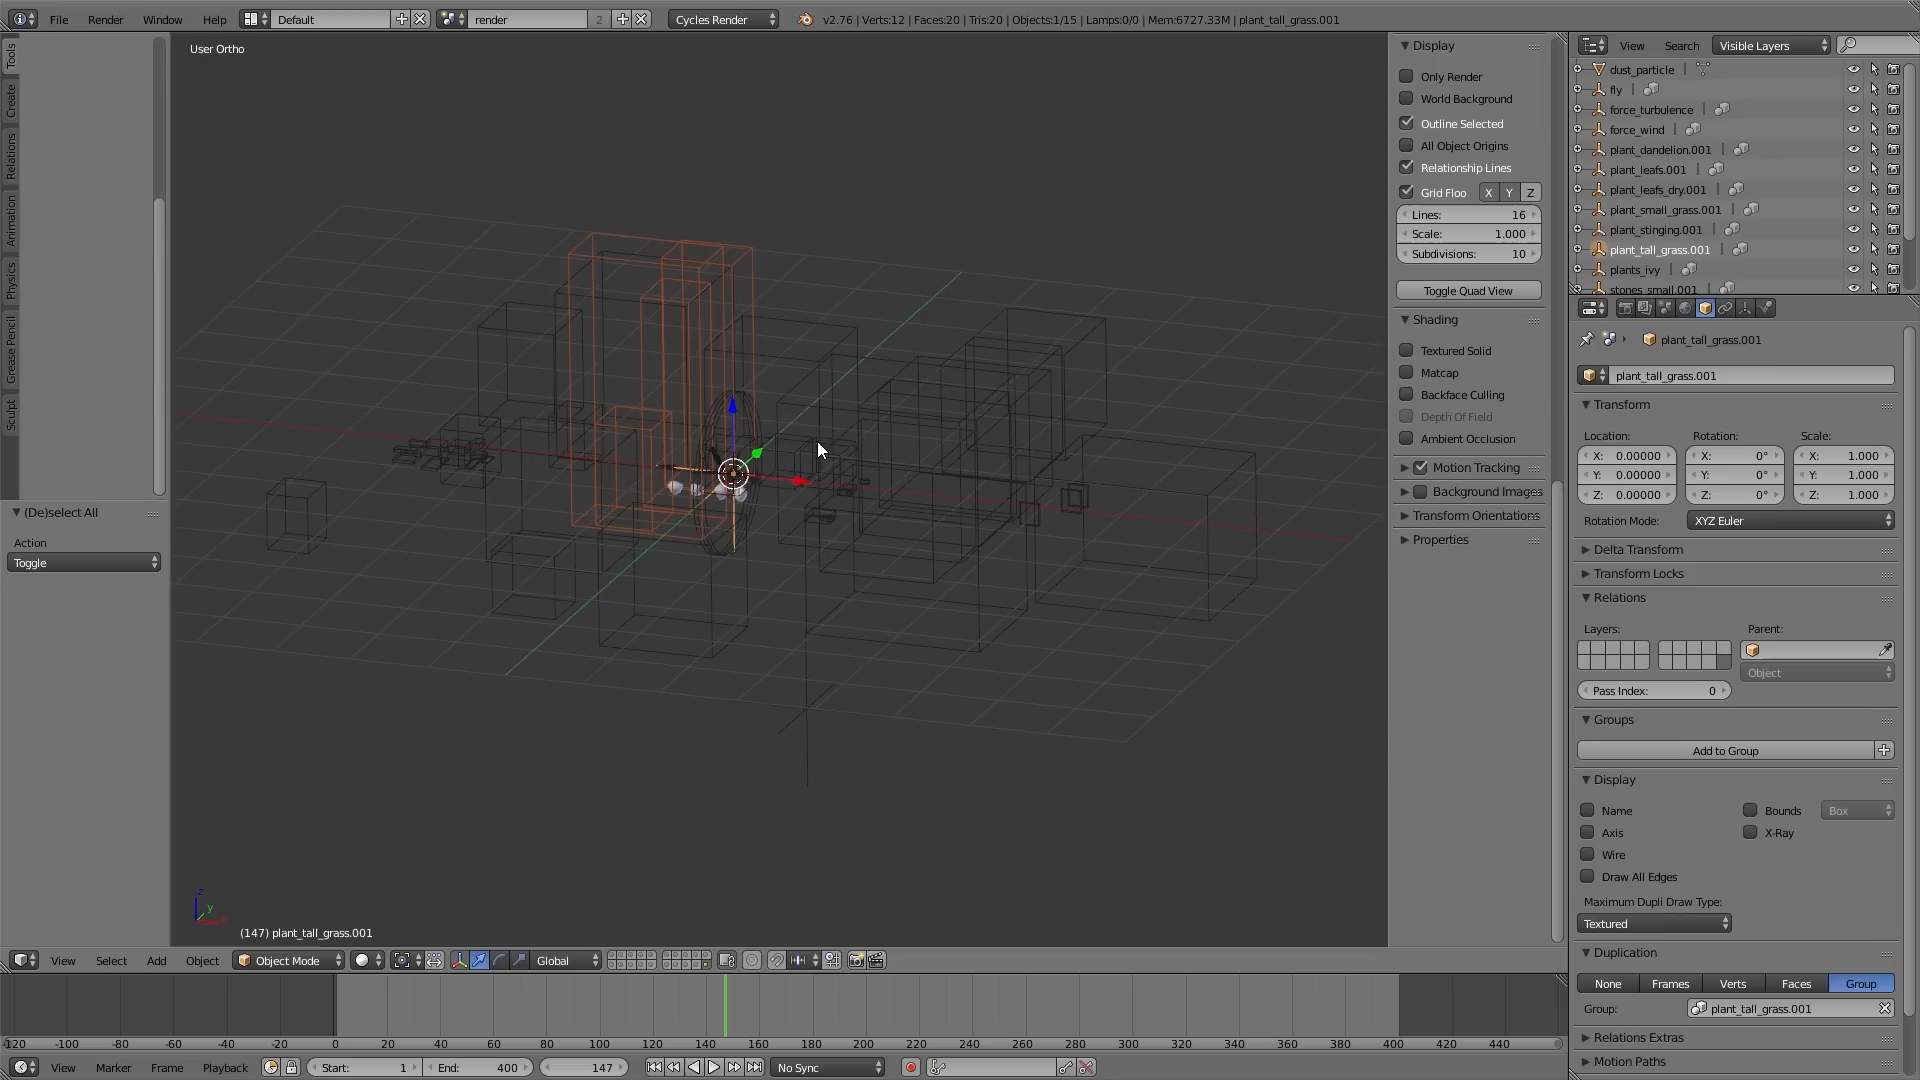 File Render Window Help Default render 2 Cycles Render v2.76 | Verts:12 | Faces:20 | Tris:20 | Objects:1/15 | Lamps:0/0 | Mem:6727.33M | plant_tall_grass.001
User Ortho
Tools
Create
Relations
Animation
Physics
Grease Pencil
Sculpt
(De)select All
Action
Toggle
z
y
(147) plant_tall_grass.001
Display
Only Render
World Background
Outline Selected
All Object Origins
Relationship Lines
Grid Floo X Y Z
Lines: 16
Scale: 1.000
Subdivisions: 10
Toggle Quad View
Shading
Textured Solid
Matcap
Backface Culling
Depth Of Field
Ambient Occlusion
Motion Tracking
Background Images
Transform Orientations
Properties
View Search Visible Layers
dust_particle
fly
force_turbulence
force_wind
plant_dandelion.001
plant_leafs.001
plant_leafs_dry.001
plant_small_grass.001
plant_stinging.001
plant_tall_grass.001
plants_ivy
stones_small.001
plant_tall_grass.001
plant_tall_grass.001
Transform
Location: Rotation: Scale:
X: 0.00000 X: 0° X: 1.000
Y: 0.00000 Y: 0° Y: 1.000
Z: 0.00000 Z: 0° Z: 1.000
Rotation Mode: XYZ Euler
Delta Transform
Transform Locks
Relations
Layers: Parent:
Object
Pass Index: 0
Groups
Add to Group
Display
Name Bounds Box
Axis X-Ray
Wire
Draw All Edges
Maximum Dupli Draw Type:
Textured
Duplication
None Frames Verts Faces Group
Group: plant_tall_grass.001
Relations Extras
Motion Paths
View Select Add Object Object Mode Global
-120 -100 -80 -60 -40 -20 0 20 40 60 80 100 120 140 160 180 200 220 240 260 280 300 320 340 360 380 400 420 440
View Marker Frame Playback Start: 1 End: 400 147 No Sync